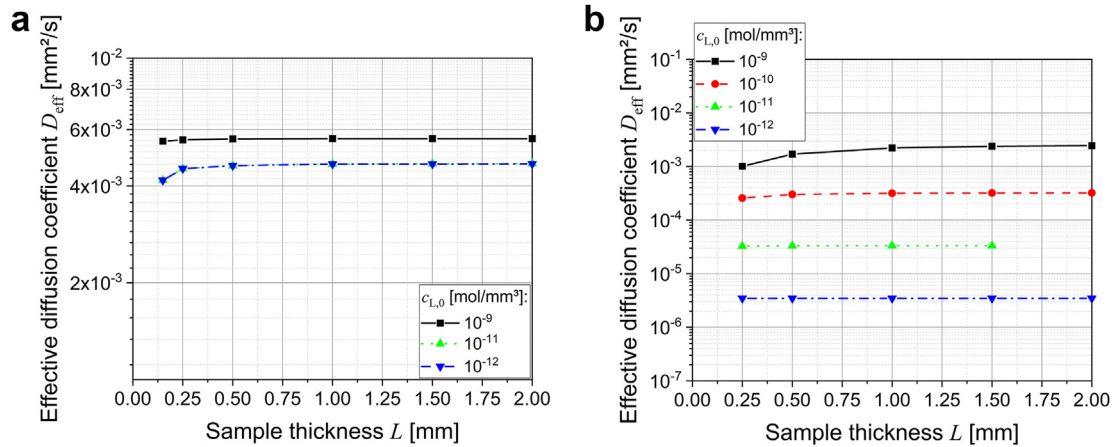 a
Effective diffusion coefficient D_eff [mm²/s]
10⁻²
8x10⁻³
6x10⁻³
4x10⁻³
2x10⁻³
0.00 0.25 0.50 0.75 1.00 1.25 1.50 1.75 2.00
Sample thickness L [mm]
c_L,0 [mol/mm³]:
10⁻⁹
10⁻¹¹
10⁻¹²
b
Effective diffusion coefficient D_eff [mm²/s]
10⁻¹
10⁻²
10⁻³
10⁻⁴
10⁻⁵
10⁻⁶
10⁻⁷
0.00 0.25 0.50 0.75 1.00 1.25 1.50 1.75 2.00
Sample thickness L [mm]
c_L,0 [mol/mm³]:
10⁻⁹
10⁻¹⁰
10⁻¹¹
10⁻¹²